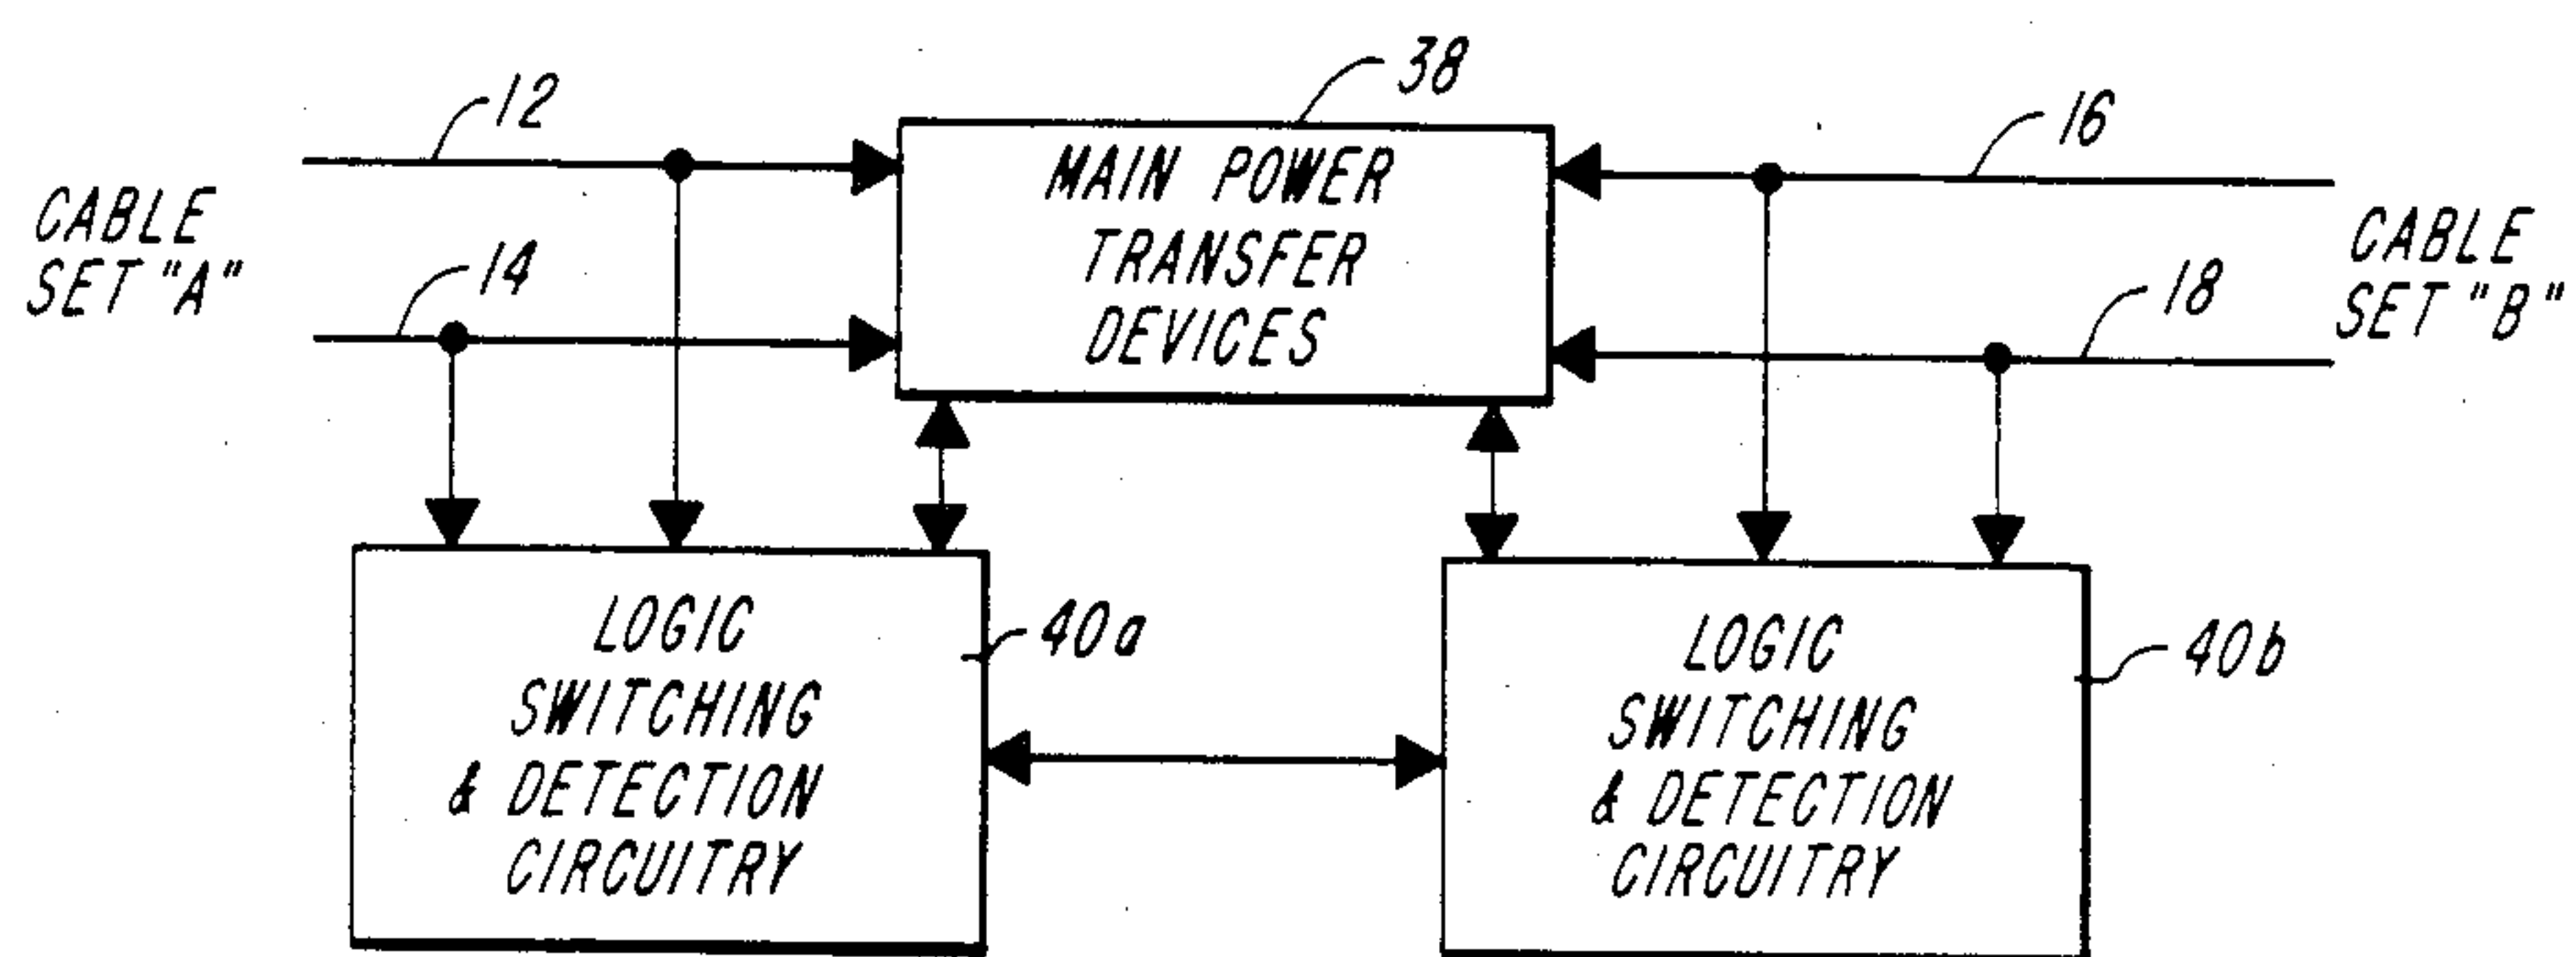 12
38
16
CABLE
SET "A"
14
MAIN POWER
TRANSFER
DEVICES
CABLE
SET "B"
18
LOGIC
SWITCHING
& DETECTION
CIRCUITRY
40a
LOGIC
SWITCHING
& DETECTION
CIRCUITRY
40b